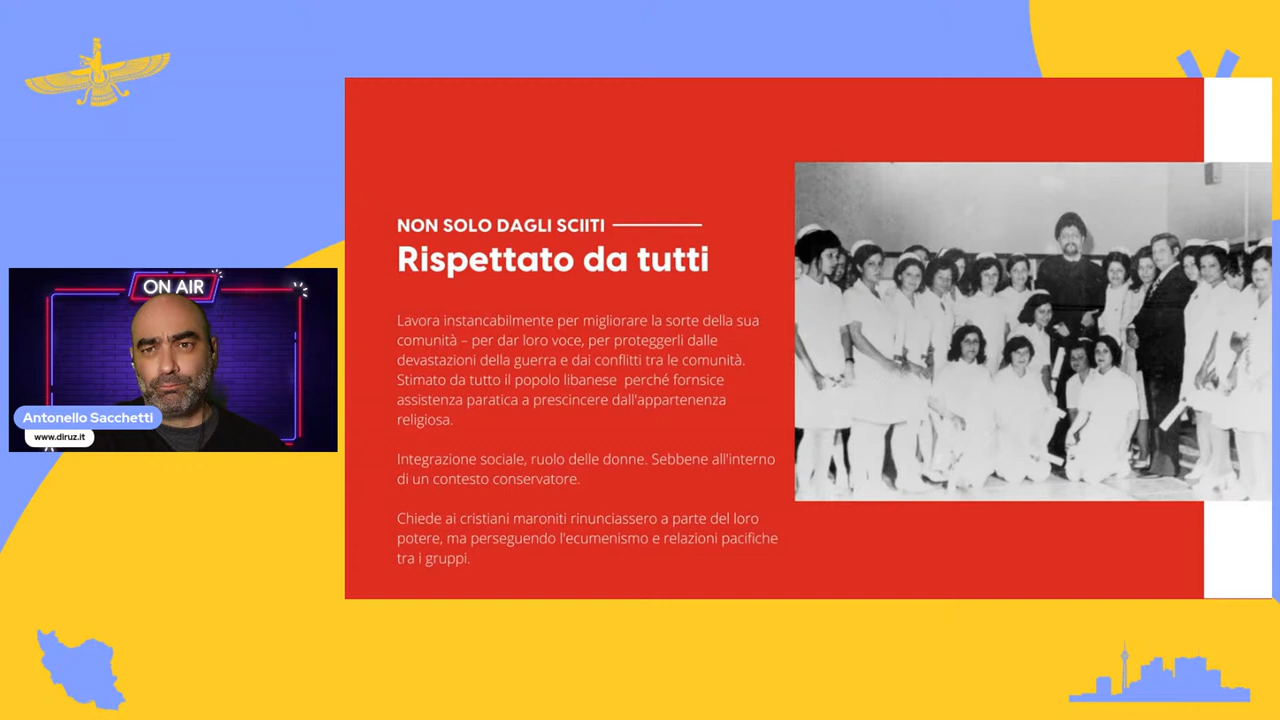 ON AIR
Antonello Sacchetti
www.diruz.it
NON SOLO DAGLI SCIITI
Rispettato da tutti
Lavora instancabilmente per migliorare la sorte della sua
comunità – per dar loro voce, per proteggerli dalle
devastazioni della guerra e dai conflitti tra le comunità.
Stimato da tutto il popolo libanese perché fornsice
assistenza paratica a prescincere dall'appartenenza
religiosa.
Integrazione sociale, ruolo delle donne. Sebbene all'interno
di un contesto conservatore.
Chiede ai cristiani maroniti rinunciassero a parte del loro
potere, ma perseguendo l'ecumenismo e relazioni pacifiche
tra i gruppi.